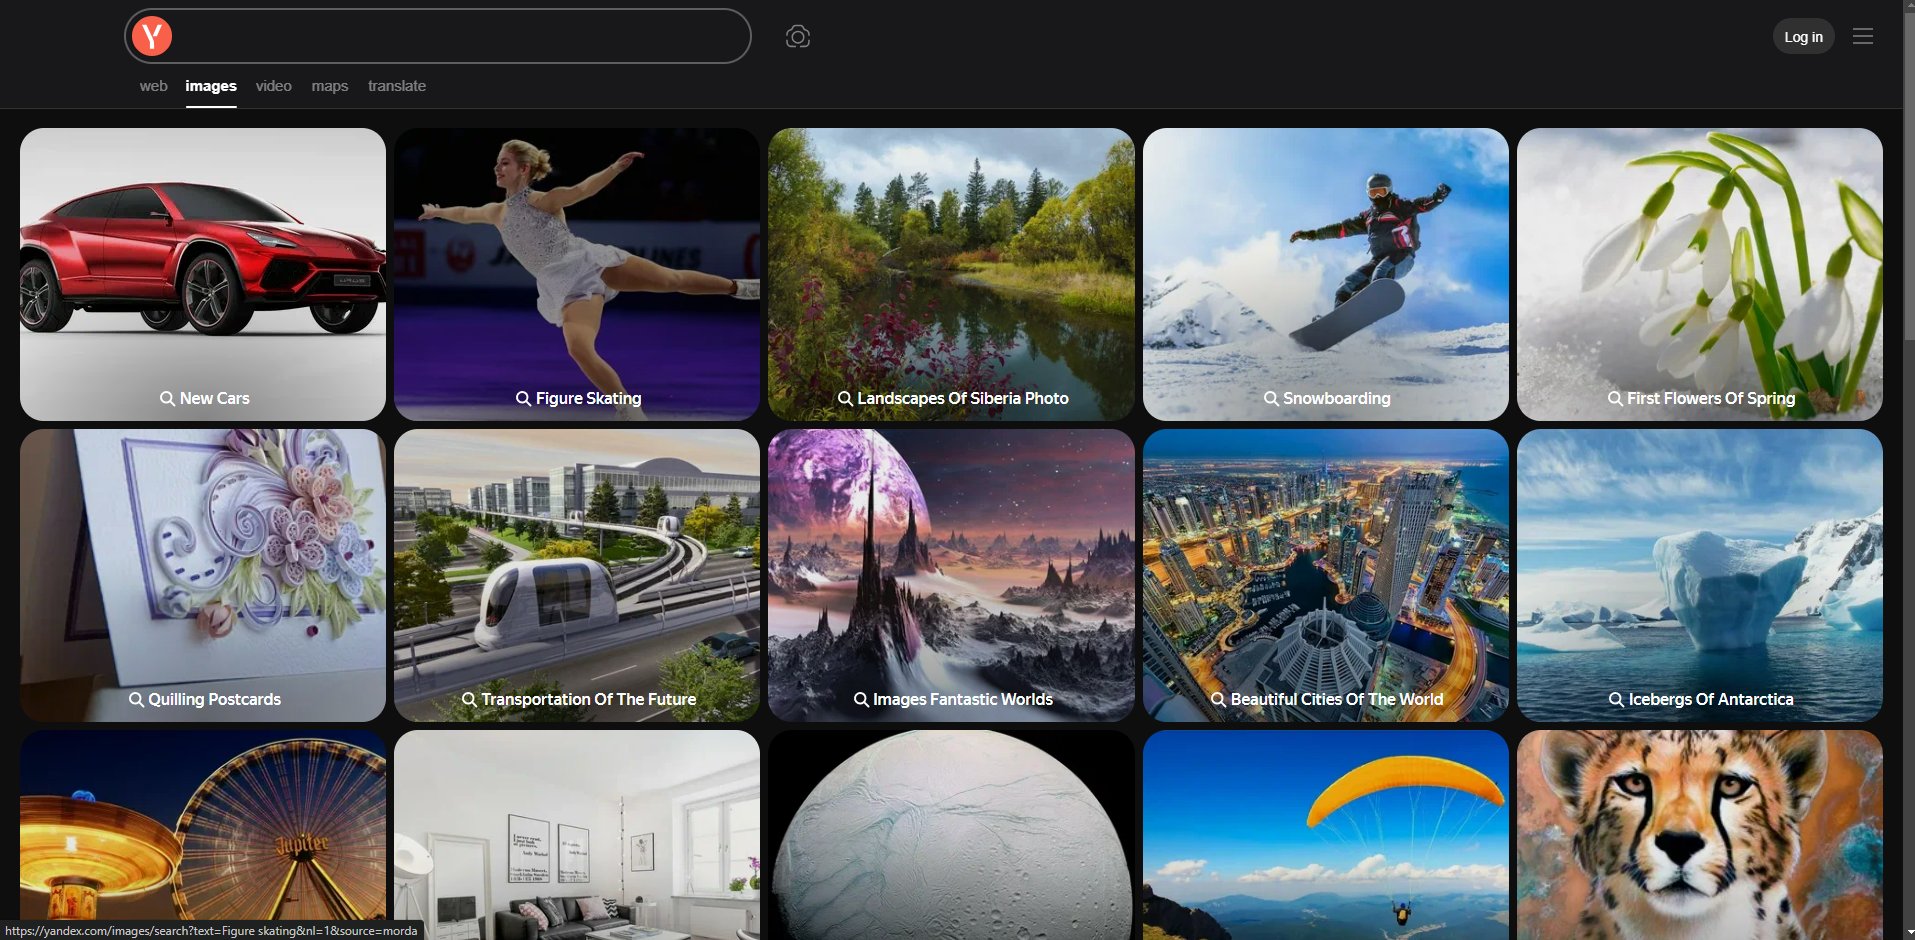 Y
Log in
web images video maps translate
URUS
New Cars
Figure Skating
Landscapes Of Siberia Photo
Snowboarding
First Flowers Of Spring
Quilling Postcards
Transportation Of The Future
Images Fantastic Worlds
Beautiful Cities Of The World
Icebergs Of Antarctica
Jupiter
https://yandex.com/images/search?text=Figure skating&nl=1&source=morda